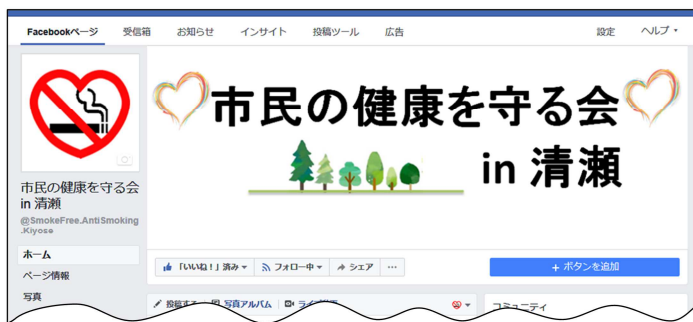 Facebookページ 受信箱 お知らせ インサイト 投稿ツール 広告 設定 ヘルプ
市民の健康を守る会
in 清瀬
市民の健康を守る会
in 清瀬
@SmokeFree.AntiSmoking
.Kiyose
ホーム
ページ情報
写真
「いいね!」済み フォロー中 シェア ... + ボタンを追加
写真アルバム
コミュニティ